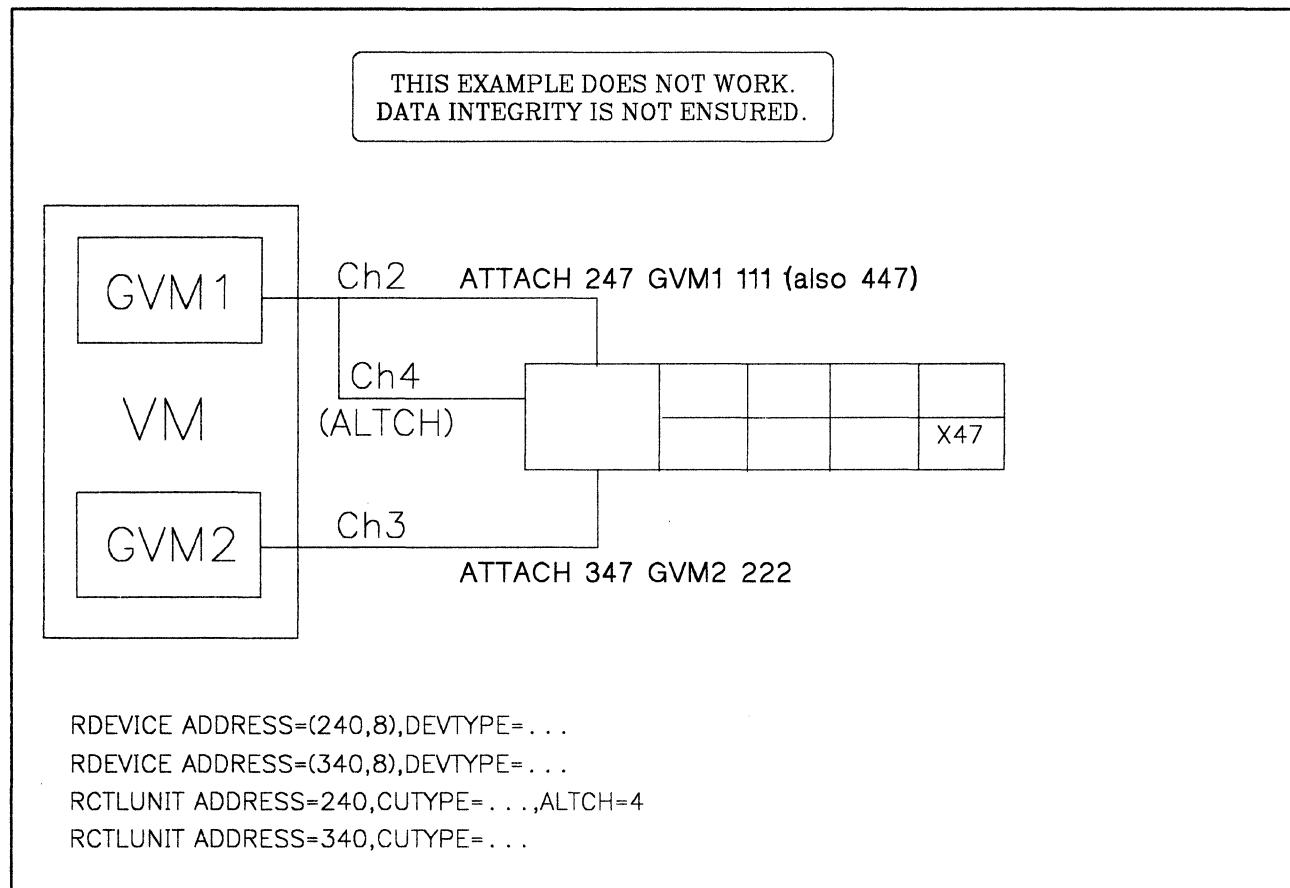 THIS EXAMPLE DOES NOT WORK.
DATA INTEGRITY IS NOT ENSURED.
GVM1
Ch2
ATTACH 247 GVM1 111 (also 447)
Ch4
(ALTCH)
VM
X47
GVM2
Ch3
ATTACH 347 GVM2 222
RDEVICE ADDRESS=(240,8),DEVTYPE=...
RDEVICE ADDRESS=(340,8),DEVTYPE=...
RCTLUNIT ADDRESS=240,CUTYPE=...,ALTCH=4
RCTLUNIT ADDRESS=340,CUTYPE=...